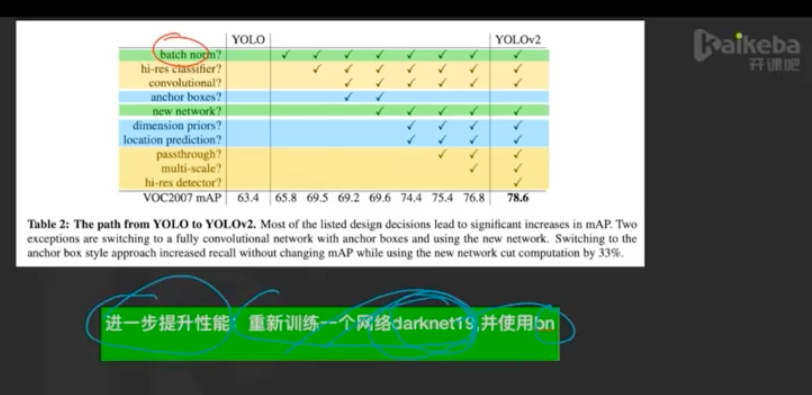 YOLO YOLOv2
batch norm? ✓ ✓ ✓ ✓ ✓ ✓ ✓ ✓
hi-res classifier? ✓ ✓ ✓ ✓ ✓ ✓ ✓
convolutional? ✓ ✓ ✓ ✓ ✓ ✓
anchor boxes? ✓ ✓
new network? ✓ ✓ ✓ ✓ ✓
dimension priors? ✓ ✓ ✓ ✓
location prediction? ✓ ✓ ✓ ✓
passthrough? ✓ ✓ ✓
multi-scale? ✓ ✓
hi-res detector? ✓
VOC2007 mAP 63.4 65.8 69.5 69.2 69.6 74.4 75.4 76.8 78.6
Table 2: The path from YOLO to YOLOv2. Most of the listed design decisions lead to significant increases in mAP. Two
exceptions are switching to a fully convolutional network with anchor boxes and using the new network. Switching to the
anchor box style approach increased recall without changing mAP while using the new network cut computation by 33%.
Kaikeba
开课吧
进一步提升性能: 重新训练一个网络darknet19,并使用bn